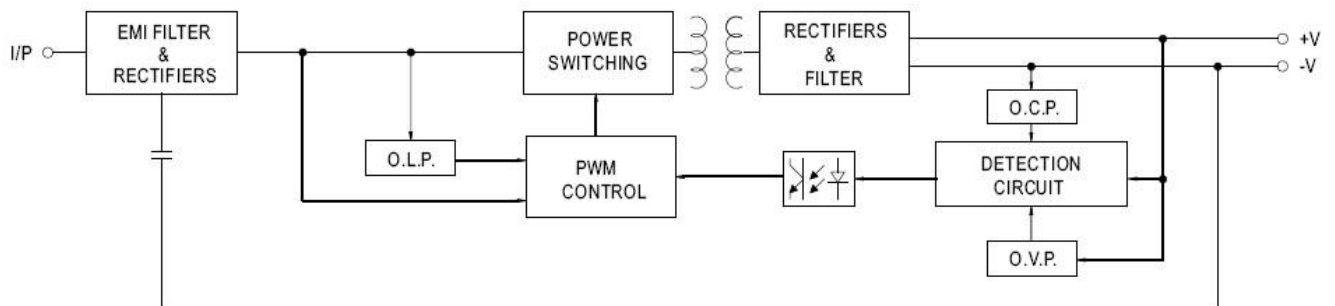 I/P
EMI FILTER
&
RECTIFIERS
POWER
SWITCHING
RECTIFIERS
&
FILTER
+V
-V
O.C.P.
O.L.P.
PWM
CONTROL
DETECTION
CIRCUIT
O.V.P.